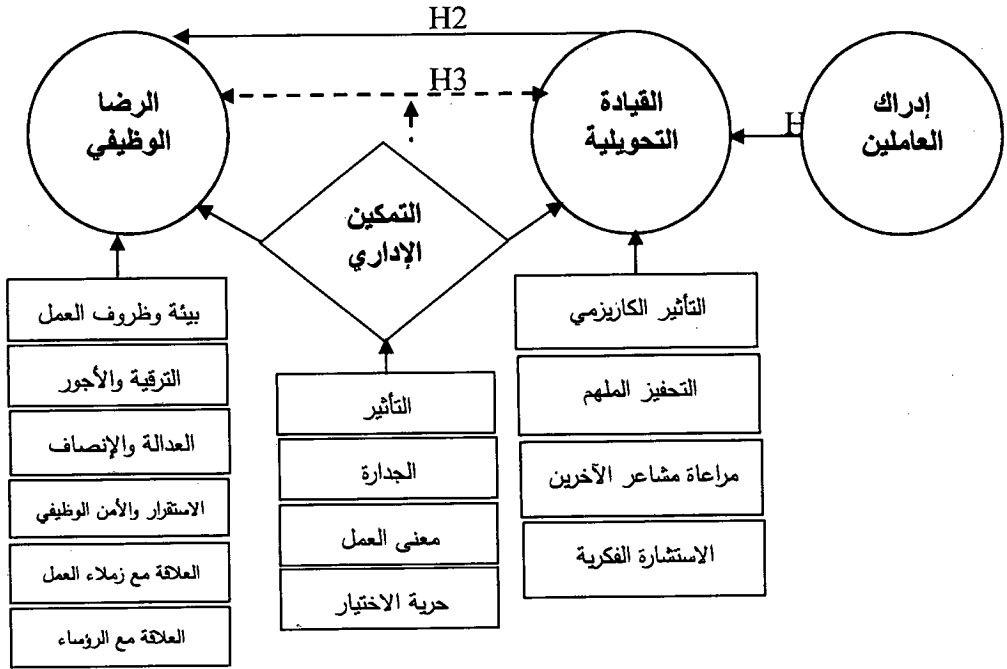 H2
H3
H
إدراك
العاملين
القيادة
التحويلية
الرضا
الوظيفي
التمكين
الإداري
التأثير الكاريزمي
التحفيز الملهم
مراعاة مشاعر الآخرين
الاستشارة الفكرية
التأثير
الجدارة
معنى العمل
حرية الاختيار
بيئة وظروف العمل
الترقية والأجور
العدالة والإنصاف
الاستقرار والأمن الوظيفي
العلاقة مع زملاء العمل
العلاقة مع الرؤساء